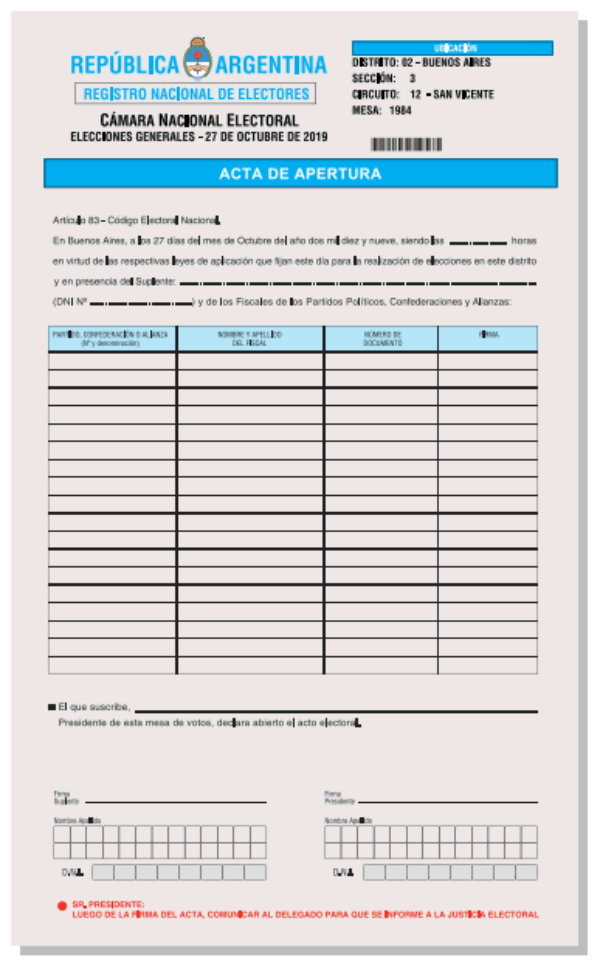 REPÚBLICA ARGENTINA
REGISTRO NACIONAL DE ELECTORES
CÁMARA NACIONAL ELECTORAL
ELECCIONES GENERALES - 27 DE OCTUBRE DE 2019
UBICACIÓN
DISTRITO: 02 - BUENOS AIRES
SECCIÓN: 3
CIRCUITO: 12 - SAN VICENTE
MESA: 1984
ACTA DE APERTURA
Artículo 83 - Código Electoral Nacional.
En Buenos Aires, a los 27 días del mes de Octubre del año dos mil diez y nueve, siendo las horas
en virtud de las respectivas leyes de aplicación que fijan este día para la realización de elecciones en este distrito
y en presencia del Suplente:
(DNI Nº ) y de los Fiscales de los Partidos Políticos, Confederaciones y Alianzas:
PARTIDO, CONFEDERACIÓN O ALIANZA
(Nº y denominación)
NOMBRE Y APELLIDO
DEL FISCAL
NÚMERO DE
DOCUMENTO
FIRMA
El que suscribe,
Presidente de esta mesa de votos, declara abierto el acto electoral.
Firma
Suplente
Firma
Presidente
Nombre Apellido
Nombre Apellido
D.N.I.
D.N.I.
SR. PRESIDENTE:
LUEGO DE LA FIRMA DEL ACTA, COMUNICAR AL DELEGADO PARA QUE SE INFORME A LA JUSTICIA ELECTORAL